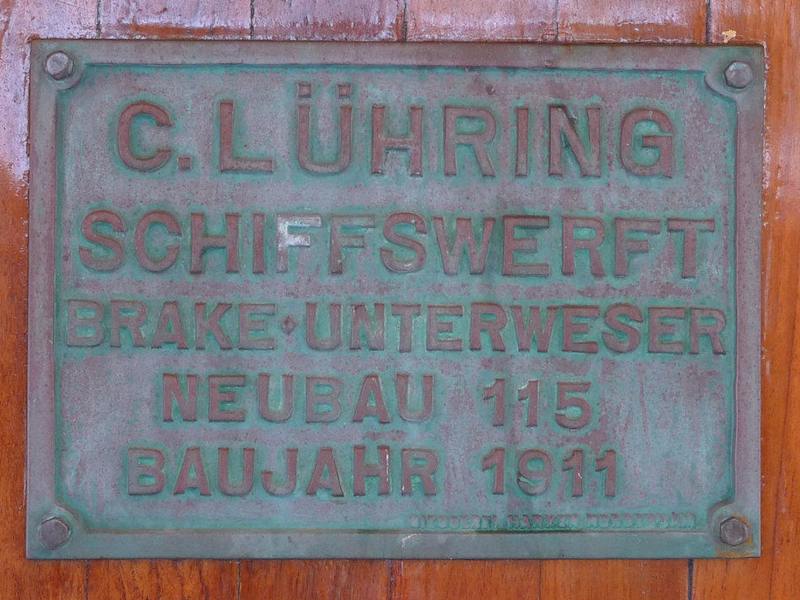 C. LÜHRING
SCHIFFSWERFT
BRAKE·UNTERWESER
NEUBAU 115
BAUJAHR 1911